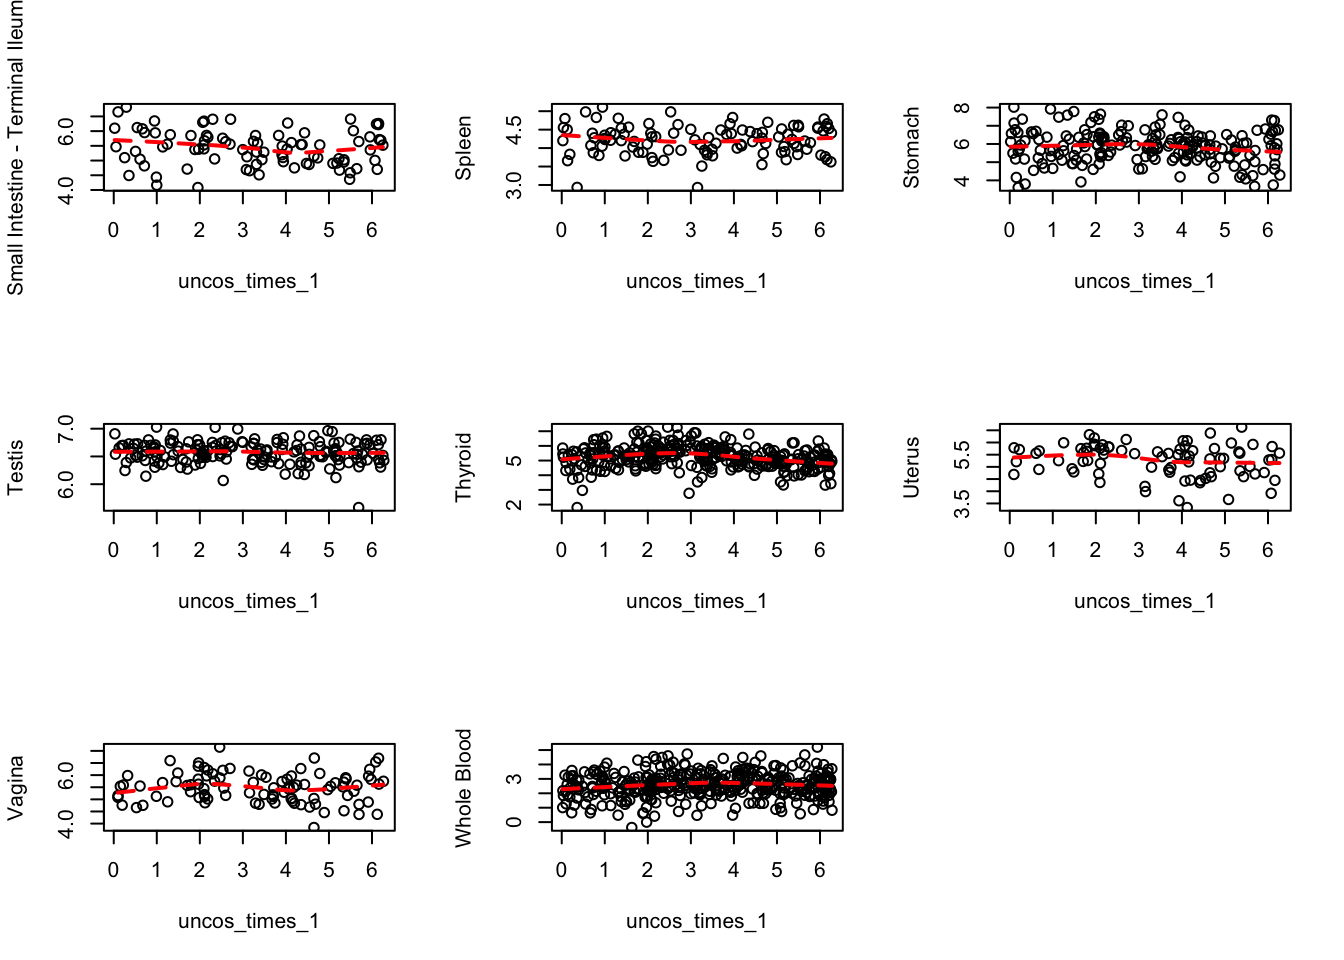 Small Intestine - Terminal Ileum
4.0 6.0
0 1 2 3 4 5 6
uncos_times_1
Spleen
3.0 4.5
0 1 2 3 4 5 6
uncos_times_1
Stomach
4 6 8
0 1 2 3 4 5 6
uncos_times_1
Testis
6.0 7.0
0 1 2 3 4 5 6
uncos_times_1
Thyroid
2 5
0 1 2 3 4 5 6
uncos_times_1
Uterus
3.5 5.5
0 1 2 3 4 5 6
uncos_times_1
Vagina
4.0 6.0
0 1 2 3 4 5 6
uncos_times_1
Whole Blood
0 3
0 1 2 3 4 5 6
uncos_times_1